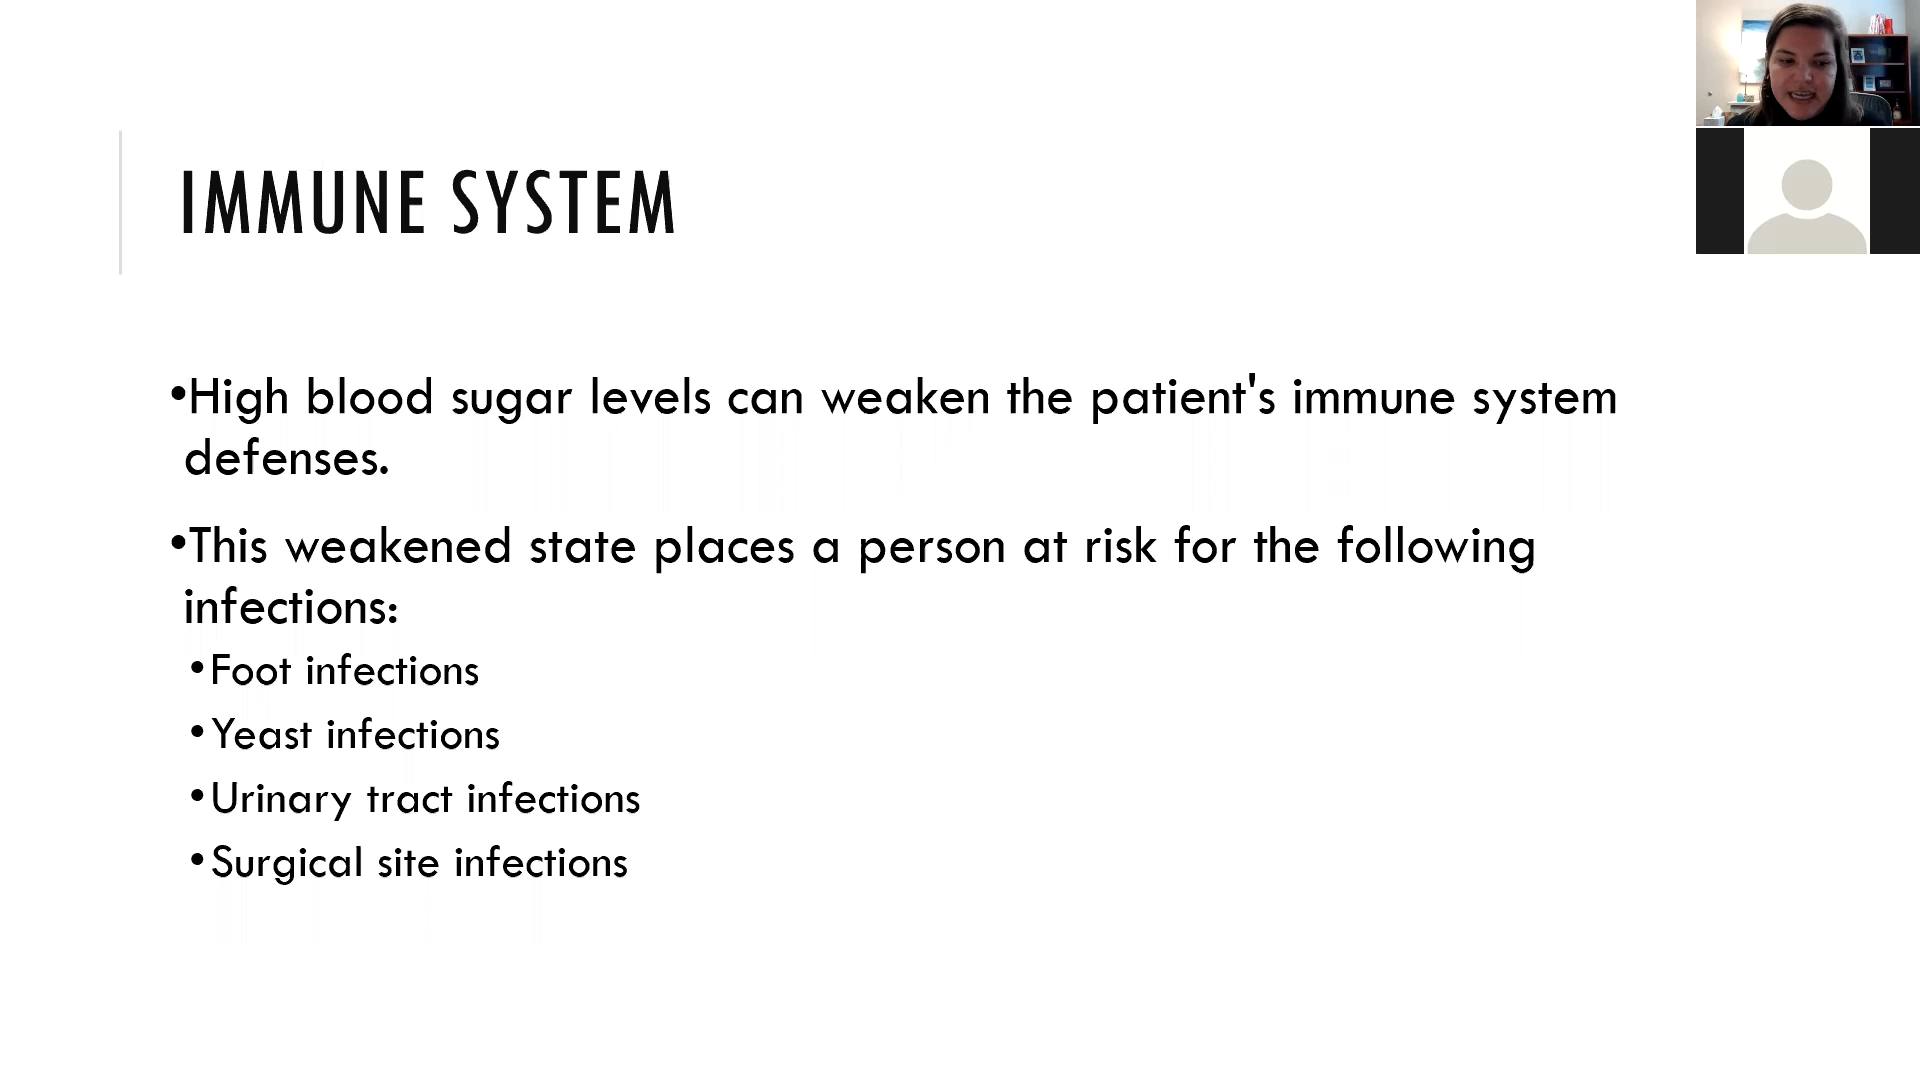 IMMUNE SYSTEM
•High blood sugar levels can weaken the patient's immune system
defenses.
•This weakened state places a person at risk for the following
infections:
•Foot infections
•Yeast infections
•Urinary tract infections
•Surgical site infections